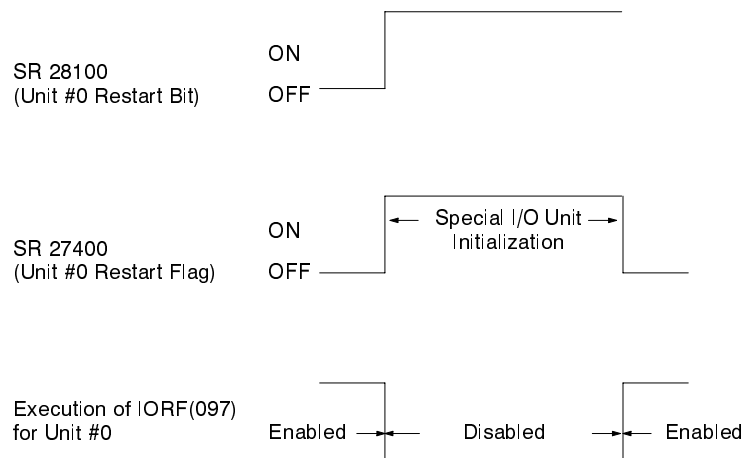 ON
SR 28100
(Unit #0 Restart Bit)
OFF
Special I/O Unit
Initialization
ON
SR 27400
(Unit #0 Restart Flag)
OFF
Execution of IORF(097)
for Unit #0
Enabled
Disabled
Enabled